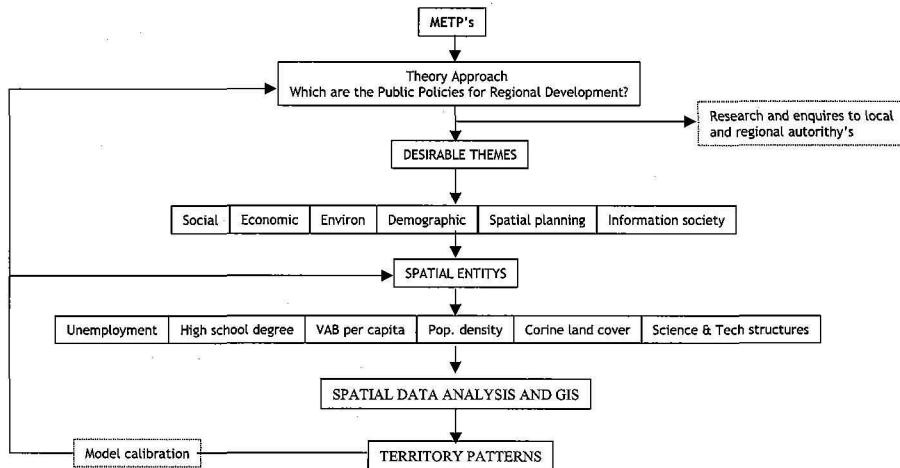 METP's
Theory Approach
Which are the Public Policies for Regional Development?
Research and enquires to local
and regional autorithy's
DESIRABLE THEMES
Social Economic Environ Demographic Spatial planning Information society
SPATIAL ENTITYS
Unemployment High school degree VAB per capita Pop. density Corine land cover Science & Tech structures
SPATIAL DATA ANALYSIS AND GIS
Model calibration TERRITORY PATTERNS